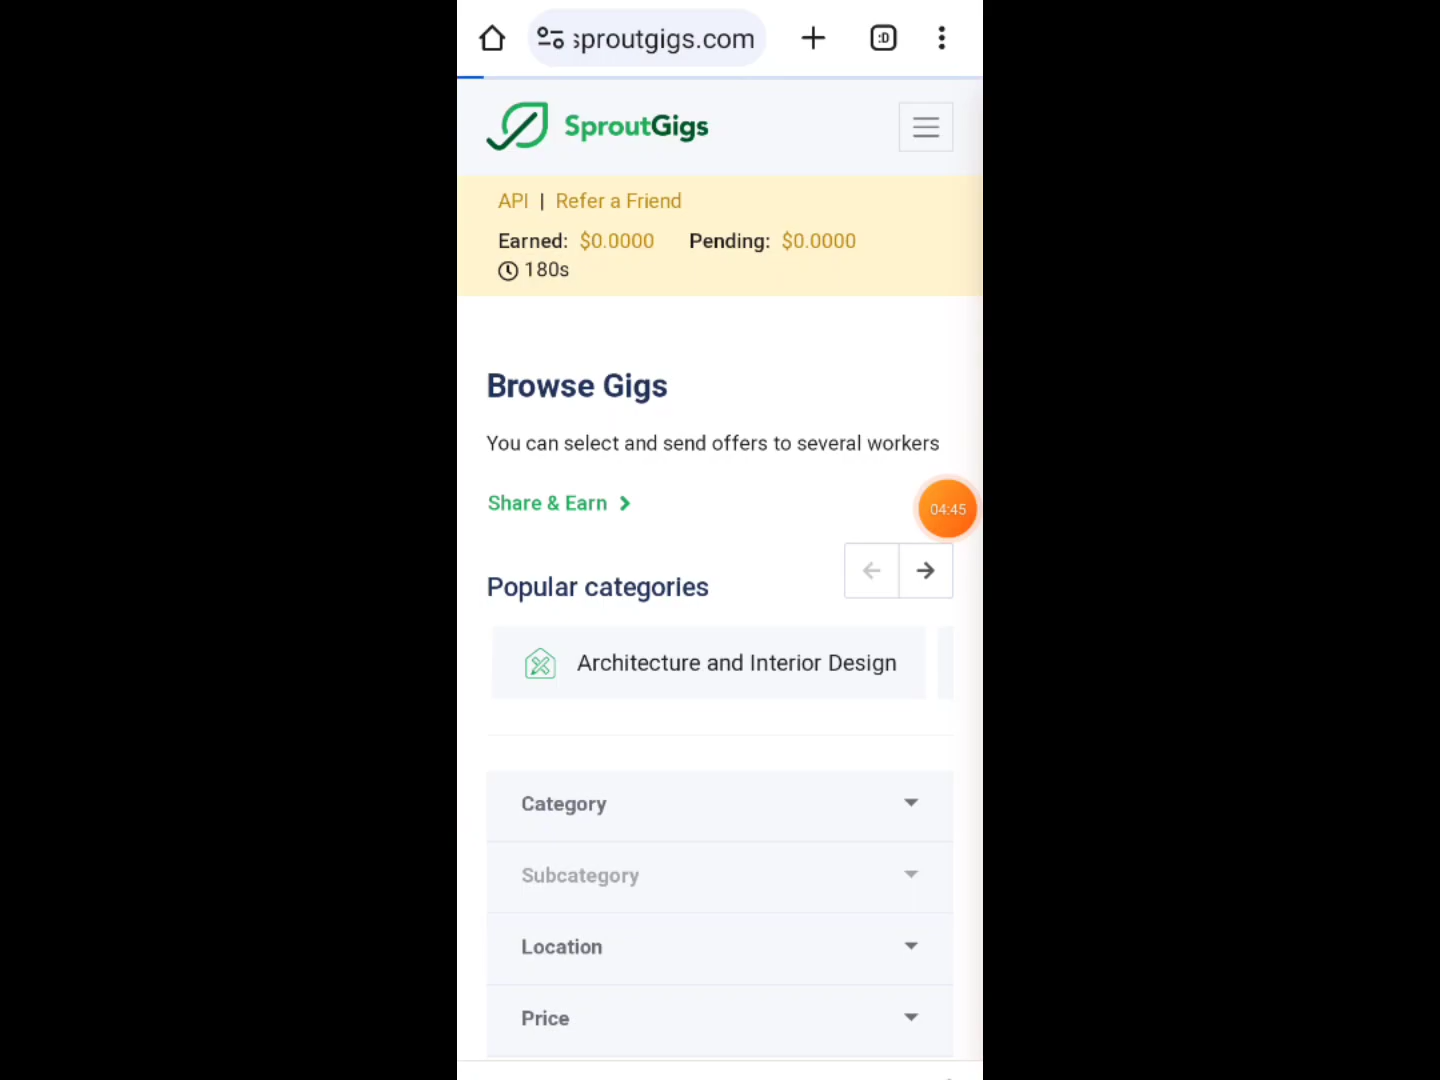 sproutgigs.com
:D
SproutGigs
API | Refer a Friend
Earned: $0.0000 Pending: $0.0000
180s
Browse Gigs
You can select and send offers to several workers
Share & Earn
04:45
Popular categories
Architecture and Interior Design
Category
Subcategory
Location
Price